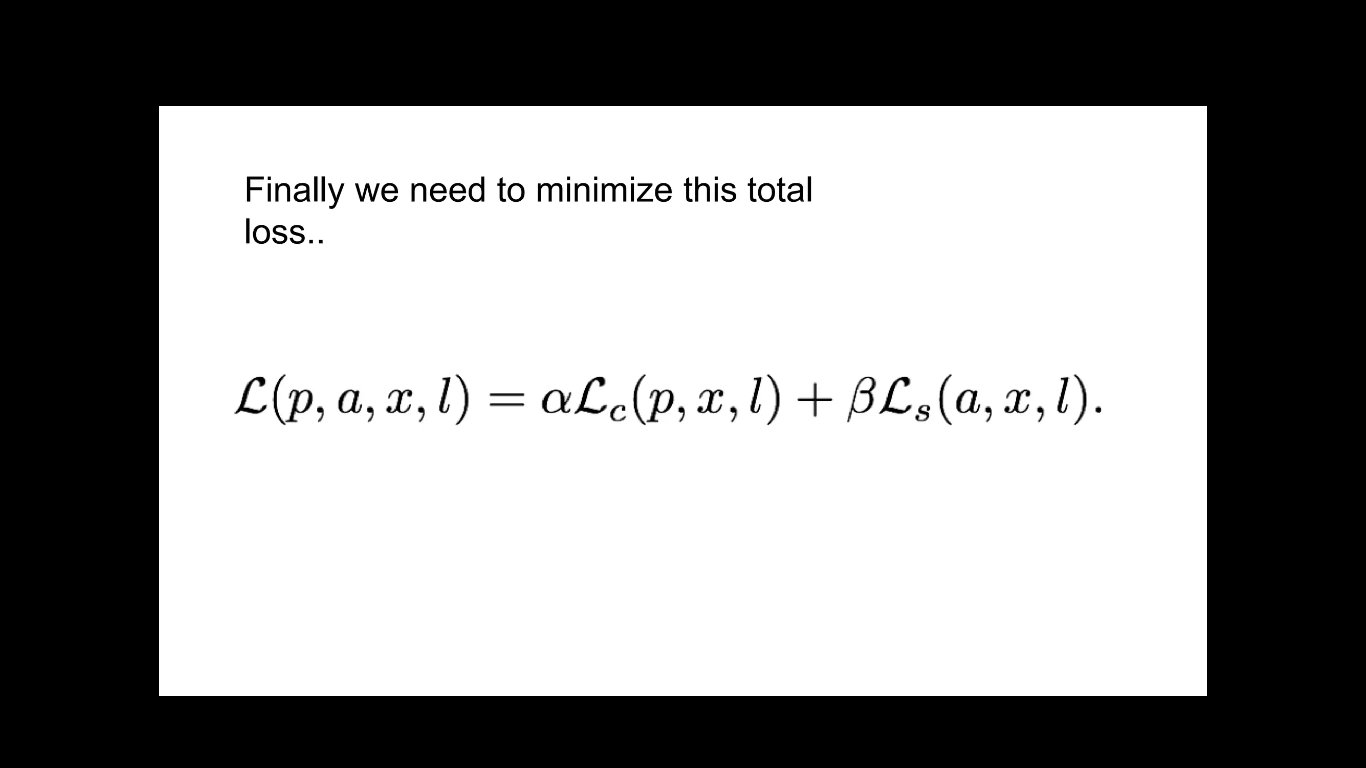 Finally we need to minimize this total
loss..
ℒ(p, a, x, l) = αℒ_c(p, x, l) + βℒ_s(a, x, l).